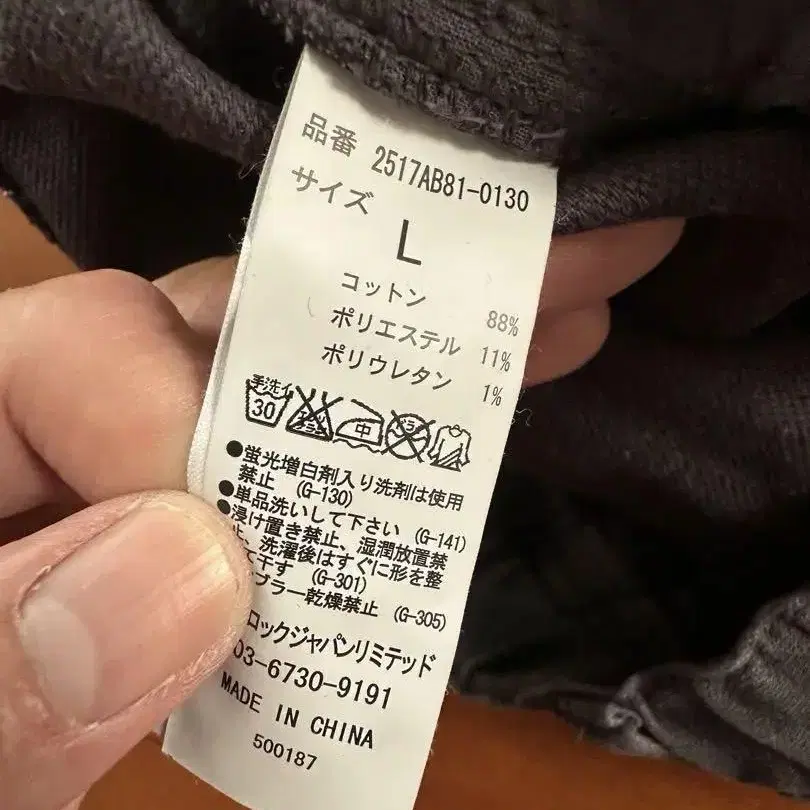 品番 2517AB81-0130
サイズ
L
コットン 88%
ポリエステル 11%
ポリウレタン 1%
手洗イ
30
中
●蛍光増白剤入り洗剤は使用
禁止 (G-130)
●単品洗いして下さい (G-141)
●浸け置き禁止、湿潤放置禁
止、洗濯後はすぐに形を整
て干す (G-301)
ブラー乾燥禁止 (G-305)
ロックジャパンリミテッド
03-6730-9191
MADE IN CHINA
500187